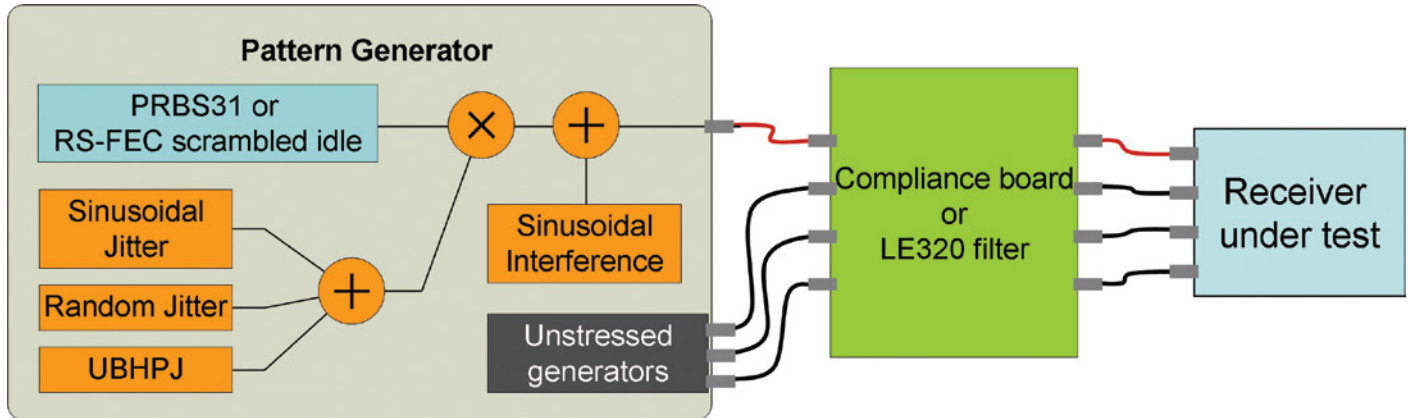 Pattern Generator
PRBS31 or
RS-FEC scrambled idle
Sinusoidal
Jitter
Random Jitter
UBHPJ
Sinusoidal
Interference
Unstressed
generators
Compliance board
or
LE320 filter
Receiver
under test